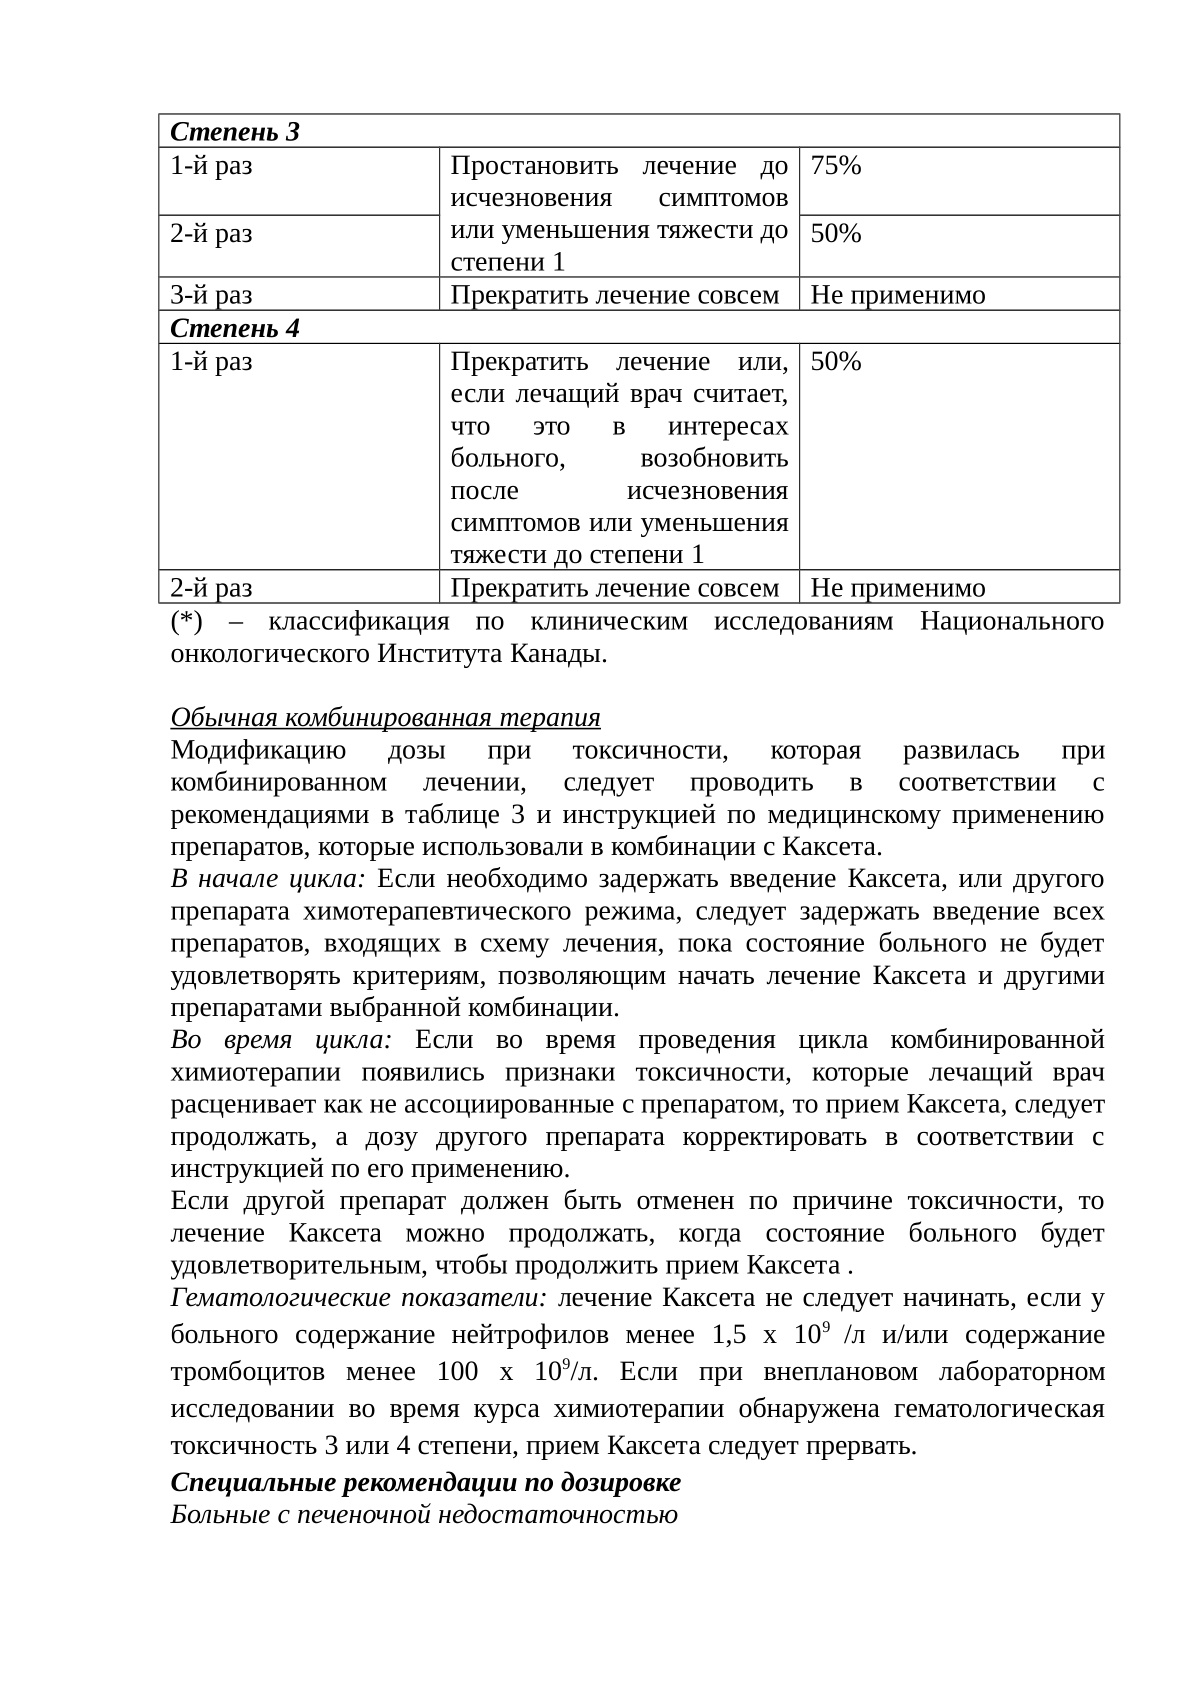 Степень 3
1-й раз
Простановить лечение до
исчезновения симптомов
или уменьшения тяжести до
степени 1
75%
2-й раз
50%
3-й раз
Прекратить лечение совсем
Не применимо
Степень 4
1-й раз
Прекратить лечение или,
если лечащий врач считает,
что это в интересах
больного, возобновить
после исчезновения
симптомов или уменьшения
тяжести до степени 1
50%
2-й раз
Прекратить лечение совсем
Не применимо
(*) – классификация по клиническим исследованиям Национального
онкологического Института Канады.
Обычная комбинированная терапия
Модификацию дозы при токсичности, которая развилась при
комбинированном лечении, следует проводить в соответствии с
рекомендациями в таблице 3 и инструкцией по медицинскому применению
препаратов, которые использовали в комбинации с Каксета.
В начале цикла: Если необходимо задержать введение Каксета, или другого
препарата химотерапевтического режима, следует задержать введение всех
препаратов, входящих в схему лечения, пока состояние больного не будет
удовлетворять критериям, позволяющим начать лечение Каксета и другими
препаратами выбранной комбинации.
Во время цикла: Если во время проведения цикла комбинированной
химиотерапии появились признаки токсичности, которые лечащий врач
расценивает как не ассоциированные с препаратом, то прием Каксета, следует
продолжать, а дозу другого препарата корректировать в соответствии с
инструкцией по его применению.
Если другой препарат должен быть отменен по причине токсичности, то
лечение Каксета можно продолжать, когда состояние больного будет
удовлетворительным, чтобы продолжить прием Каксета .
Гематологические показатели: лечение Каксета не следует начинать, если у
больного содержание нейтрофилов менее 1,5 х 10⁹ /л и/или содержание
тромбоцитов менее 100 х 10⁹/л. Если при внеплановом лабораторном
исследовании во время курса химиотерапии обнаружена гематологическая
токсичность 3 или 4 степени, прием Каксета следует прервать.
Специальные рекомендации по дозировке
Больные с печеночной недостаточностью